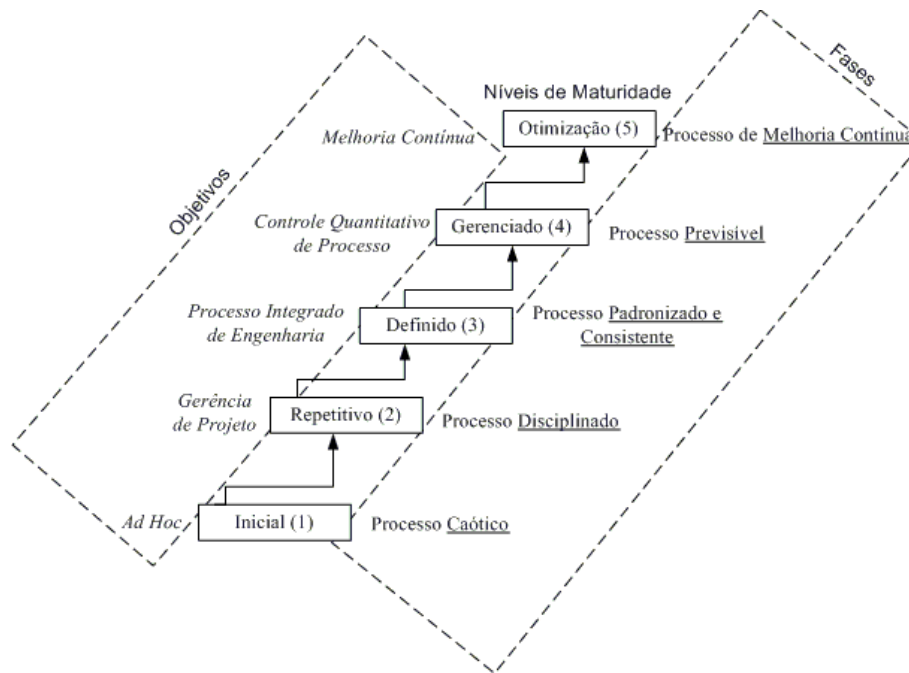 Fases
Níveis de Maturidade
Otimização (5)
Melhoria Contínua
Processo de Melhoria Contínua
Objetivos
Controle Quantitativo
de Processo
Gerenciado (4)
Processo Previsível
Processo Integrado
de Engenharia
Definido (3)
Processo Padronizado e
Consistente
Gerência
de Projeto
Repetitivo (2)
Processo Disciplinado
Ad Hoc
Inicial (1)
Processo Caótico